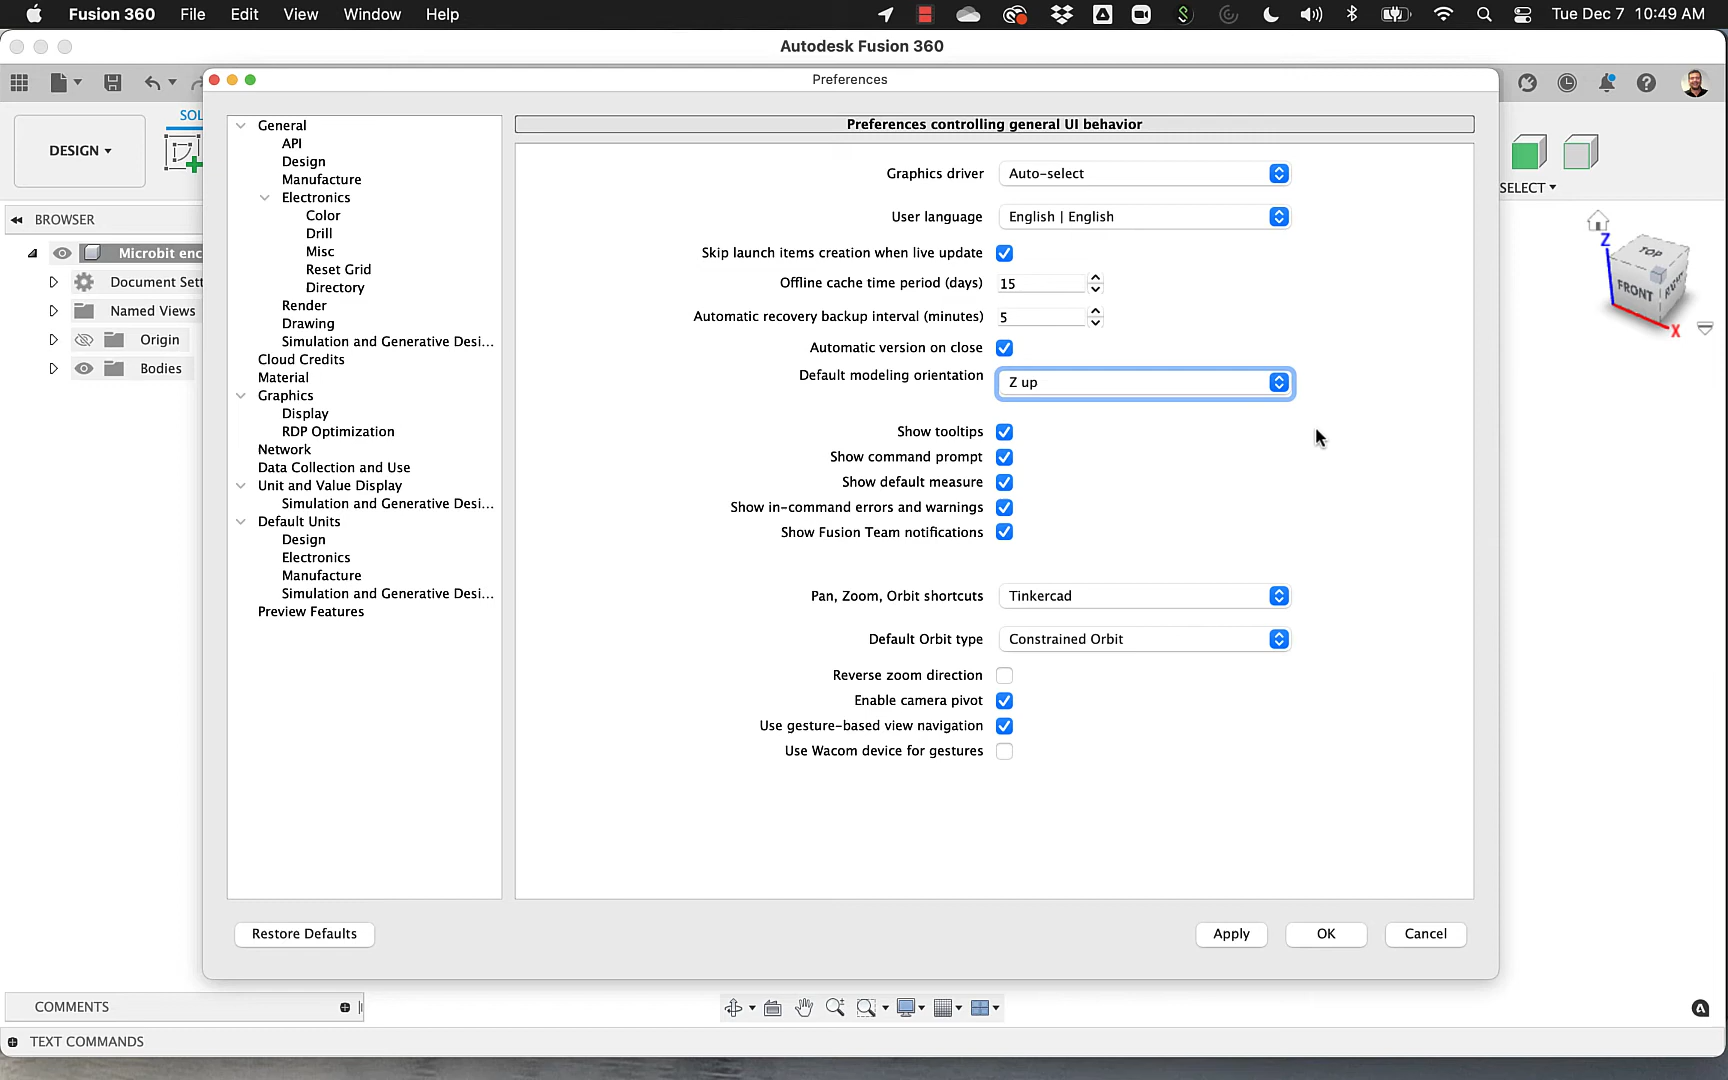 Fusion 360 File Edit View Window Help Tue Dec 7 10:49 AM
Autodesk Fusion 360
Preferences
SOL
DESIGN
SELECT
BROWSER
Microbit enc
Document Sett
Named Views
Origin
Bodies
General
API
Design
Manufacture
Electronics
Color
Drill
Misc
Reset Grid
Directory
Render
Drawing
Simulation and Generative Desi...
Cloud Credits
Material
Graphics
Display
RDP Optimization
Network
Data Collection and Use
Unit and Value Display
Simulation and Generative Desi...
Default Units
Design
Electronics
Manufacture
Simulation and Generative Desi...
Preview Features
Preferences controlling general UI behavior
Graphics driver Auto-select
User language English | English
Skip launch items creation when live update
Offline cache time period (days) 15
Automatic recovery backup interval (minutes) 5
Automatic version on close
Default modeling orientation Z up
Show tooltips
Show command prompt
Show default measure
Show in-command errors and warnings
Show Fusion Team notifications
Pan, Zoom, Orbit shortcuts Tinkercad
Default Orbit type Constrained Orbit
Reverse zoom direction
Enable camera pivot
Use gesture-based view navigation
Use Wacom device for gestures
Restore Defaults Apply OK Cancel
Z
TOP
FRONT RIGHT
X
COMMENTS
TEXT COMMANDS